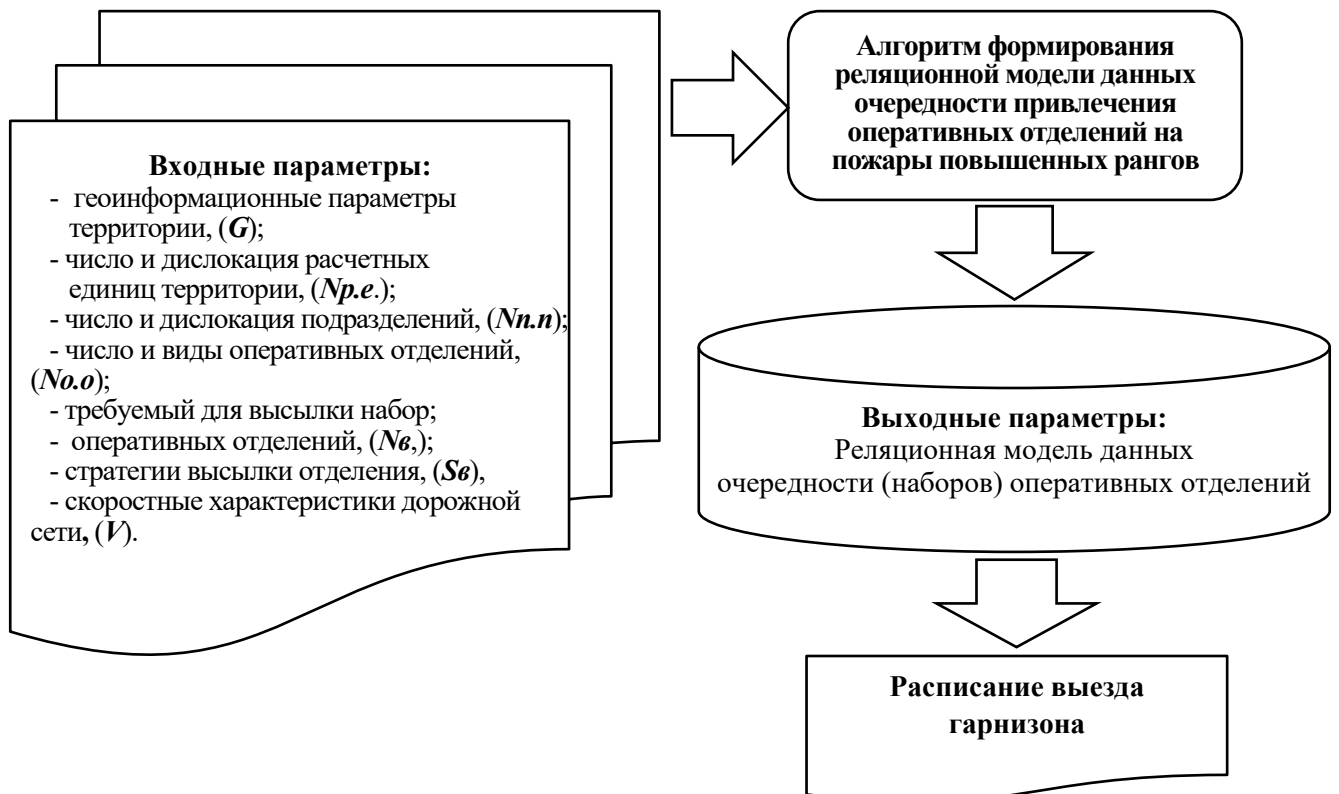 Входные параметры:
- геоинформационные параметры
территории, (G);
- число и дислокация расчетных
единиц территории, (Np.e.);
- число и дислокация подразделений, (Nп.п);
- число и виды оперативных отделений,
(No.o);
- требуемый для высылки набор;
- оперативных отделений, (Nв,);
- стратегии высылки отделения, (Sв),
- скоростные характеристики дорожной
сети, (V).
Алгоритм формирования
реляционной модели данных
очередности привлечения
оперативных отделений на
пожары повышенных рангов
Выходные параметры:
Реляционная модель данных
очередности (наборов) оперативных отделений
Расписание выезда
гарнизона